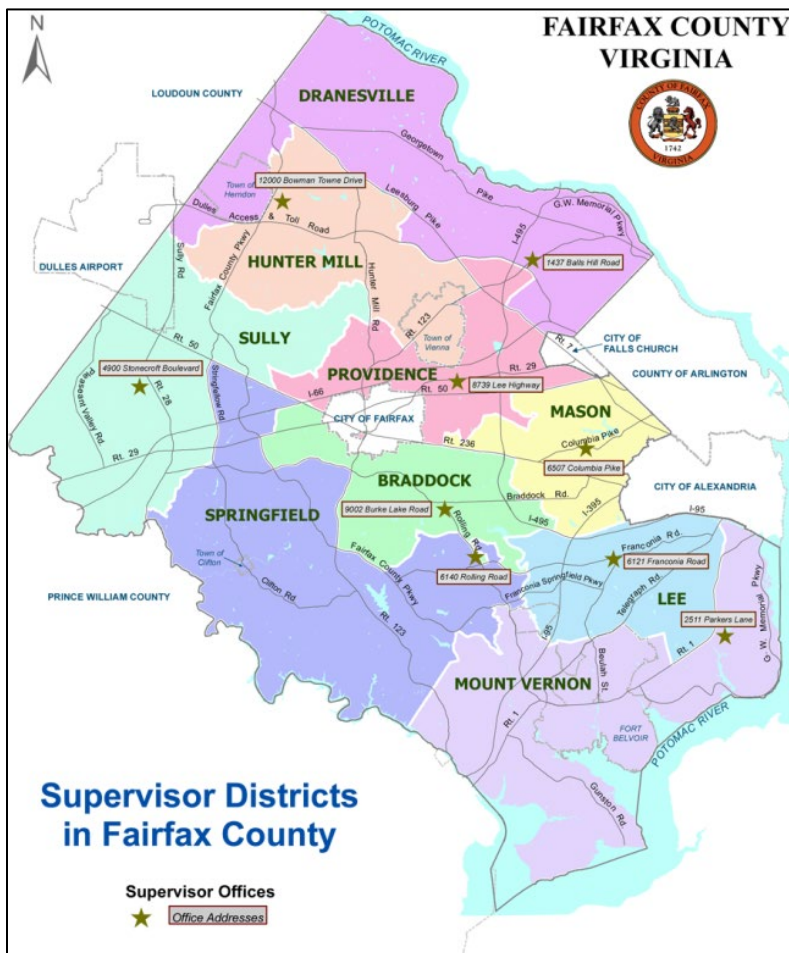 FAIRFAX COUNTY
VIRGINIA
COUNTY OF FAIRFAX
1742
VIRGINIA
N
POTOMAC RIVER
LOUDOUN COUNTY
DRANESVILLE
Georgetown
Pike
12000 Bowman Towne Drive
Town of
Herndon
Leesburg Pike
G.W. Memorial Pkwy
I-495
Dulles Access & Toll Road
1437 Balls Hill Road
Sully Rd
DULLES AIRPORT
Fairfax County Pkwy
HUNTER MILL
Hunter Mill Rd
Rt. 123
Town of
Vienna
Rt. 50
SULLY
Rt. 7
CITY OF
FALLS CHURCH
COUNTY OF ARLINGTON
4900 Stonecroft Boulevard
Rt. 28
Pleasant Valley Rd.
Stringfellow Rd.
PROVIDENCE
Rt. 29
I-66
Rt. 50
8739 Lee Highway
CITY OF FAIRFAX
MASON
Rt. 236
Columbia Pike
6507 Columbia Pike
Rt. 29
BRADDOCK
Braddock Rd.
I-395
CITY OF ALEXANDRIA
I-95
SPRINGFIELD
9002 Burke Lake Road
Rolling Rd.
I-495
Town of
Clifton
Fairfax County Pkwy
6140 Rolling Road
Franconia Rd.
6121 Franconia Road
Franconia Springfield Pkwy
Telegraph Rd.
LEE
PRINCE WILLIAM COUNTY
Clifton Rd.
Rt. 123
2511 Parkers Lane
G. W. Memorial Pkwy
I-95
Rt. 1
MOUNT VERNON
Beulah St.
Rt. 1
FORT
BELVOIR
POTOMAC RIVER
Gunston Rd.
Supervisor Districts
in Fairfax County
Supervisor Offices
Office Addresses